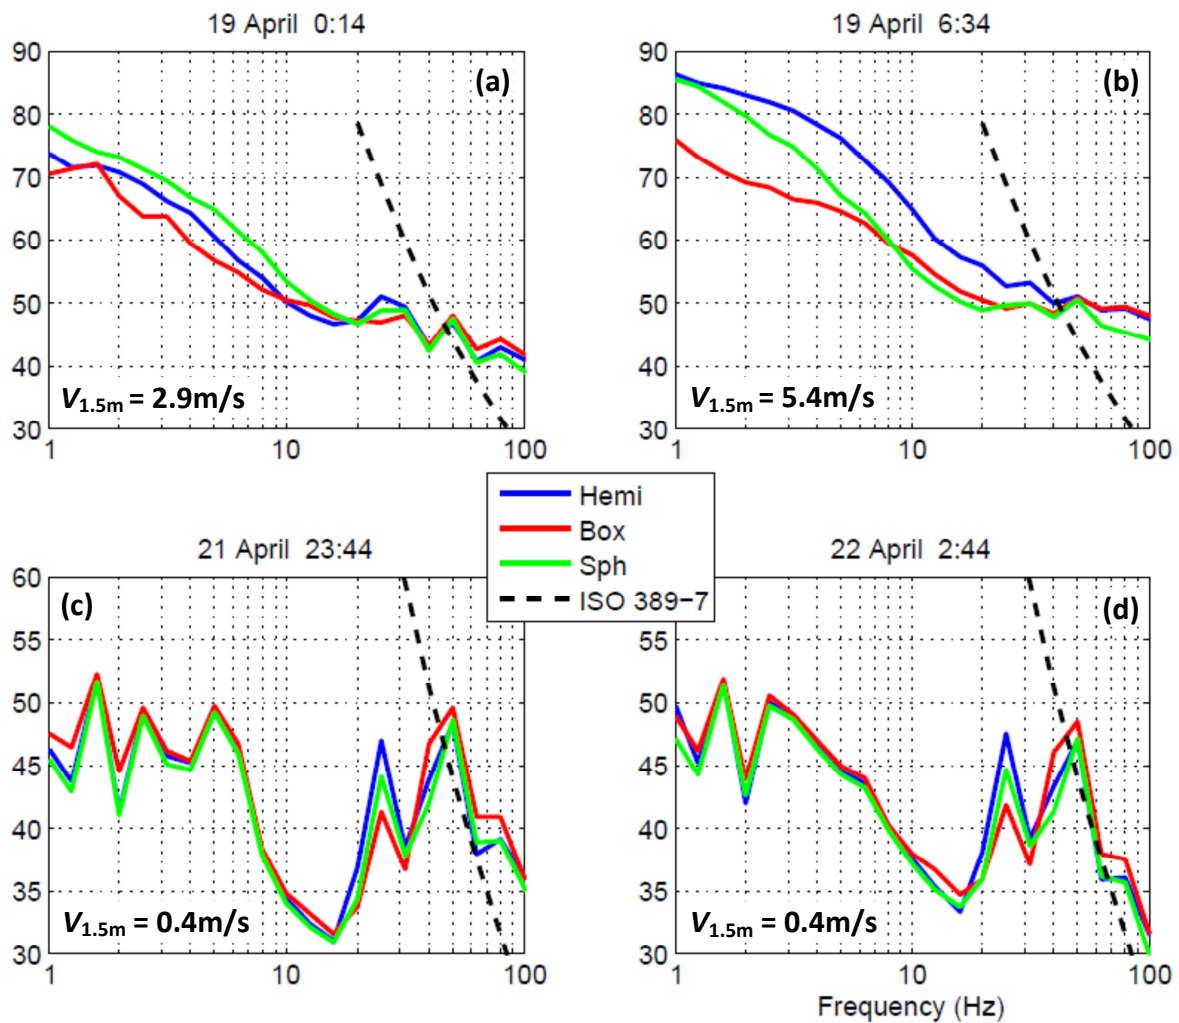 19 April  0:14
19 April  6:34
90
80
70
60
50
40
30
(a)
V1.5m = 2.9m/s
1
10
100
90
80
70
60
50
40
30
(b)
V1.5m = 5.4m/s
1
10
100
Hemi
Box
Sph
ISO 389−7
21 April  23:44
22 April  2:44
60
55
50
45
40
35
30
(c)
V1.5m = 0.4m/s
1
10
100
60
55
50
45
40
35
30
(d)
V1.5m = 0.4m/s
1
10
100
Frequency (Hz)